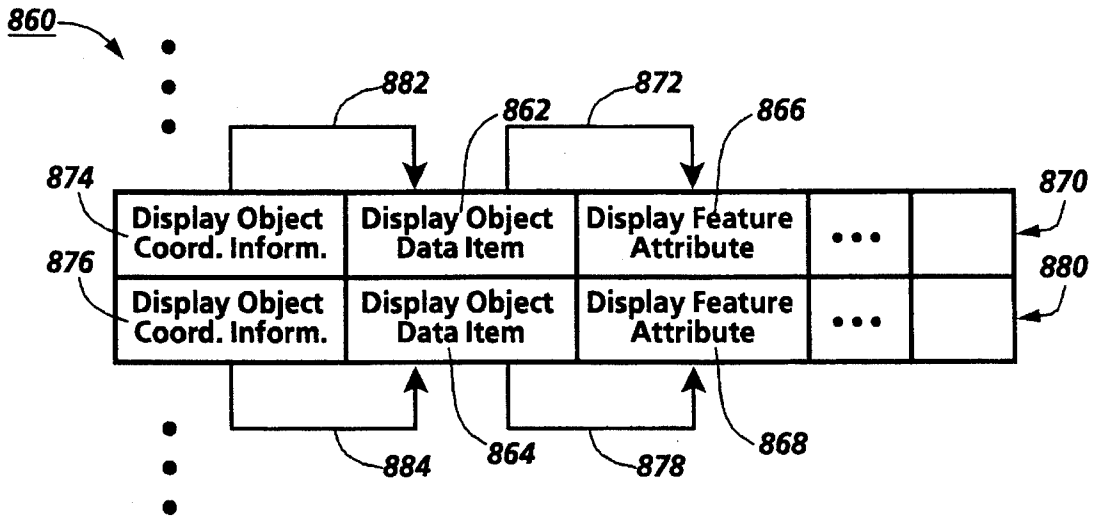 860
882
872
862
866
874
870
Display Object
Coord. Inform.
Display Object
Data Item
Display Feature
Attribute
...
876
880
Display Object
Coord. Inform.
Display Object
Data Item
Display Feature
Attribute
...
884
864
878
868